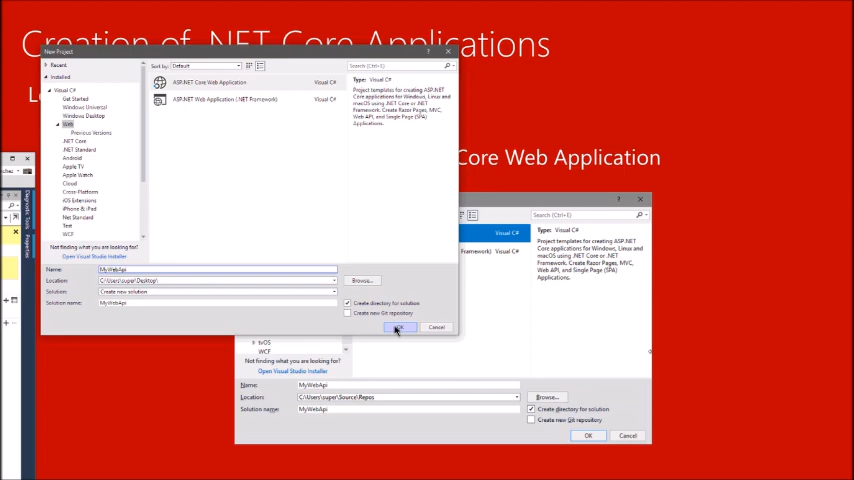 Creation of .NET Core Applications
New Project
?
Recent
Installed
Sort by: Default
Search (Ctrl+E)
Visual C#
Get Started
Windows Universal
Windows Desktop
Web
Previous Versions
.NET Core
.NET Standard
Android
Apple TV
Apple Watch
Cloud
Cross-Platform
iOS Extensions
iPhone & iPad
Net Standard
Test
WCF
ASP.NET Core Web Application Visual C#
ASP.NET Web Application (.NET Framework) Visual C#
Type: Visual C#
Project templates for creating ASP.NET
Core applications for Windows, Linux and
macOS using .NET Core or .NET
Framework. Create Razor Pages, MVC,
Web API, and Single Page (SPA)
Applications.
Not finding what you are looking for?
Open Visual Studio Installer
Name: MyWebApi
Location: C:\Users\super\Desktop\
Browse...
Solution: Create new solution
Solution name: MyWebApi
Create directory for solution
Create new Git repository
OK
Cancel
Core Web Application
Diagnostic Tools
Properties
?
Search (Ctrl+E)
Visual C#
Framework) Visual C#
Type: Visual C#
Project templates for creating ASP.NET
Core applications for Windows, Linux and
macOS using .NET Core or .NET
Framework. Create Razor Pages, MVC,
Web API, and Single Page (SPA)
Applications.
tvOS
WCF
Not finding what you are looking for?
Open Visual Studio Installer
Name: MyWebApi
Location: C:\Users\super\Source\Repos
Browse...
Solution name: MyWebApi
Create directory for solution
Create new Git repository
OK
Cancel